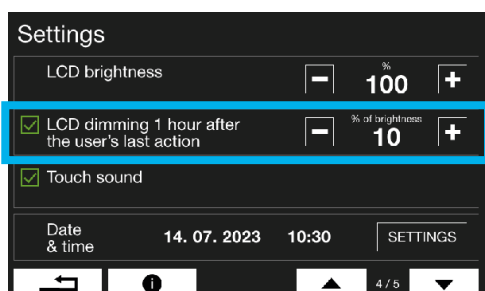 Settings
LCD brightness
%
− 100 +
LCD dimming 1 hour after
the user's last action
% of brightness
− 10 +
Touch sound
Date
& time
14. 07. 2023 10:30 SETTINGS
i 4/5